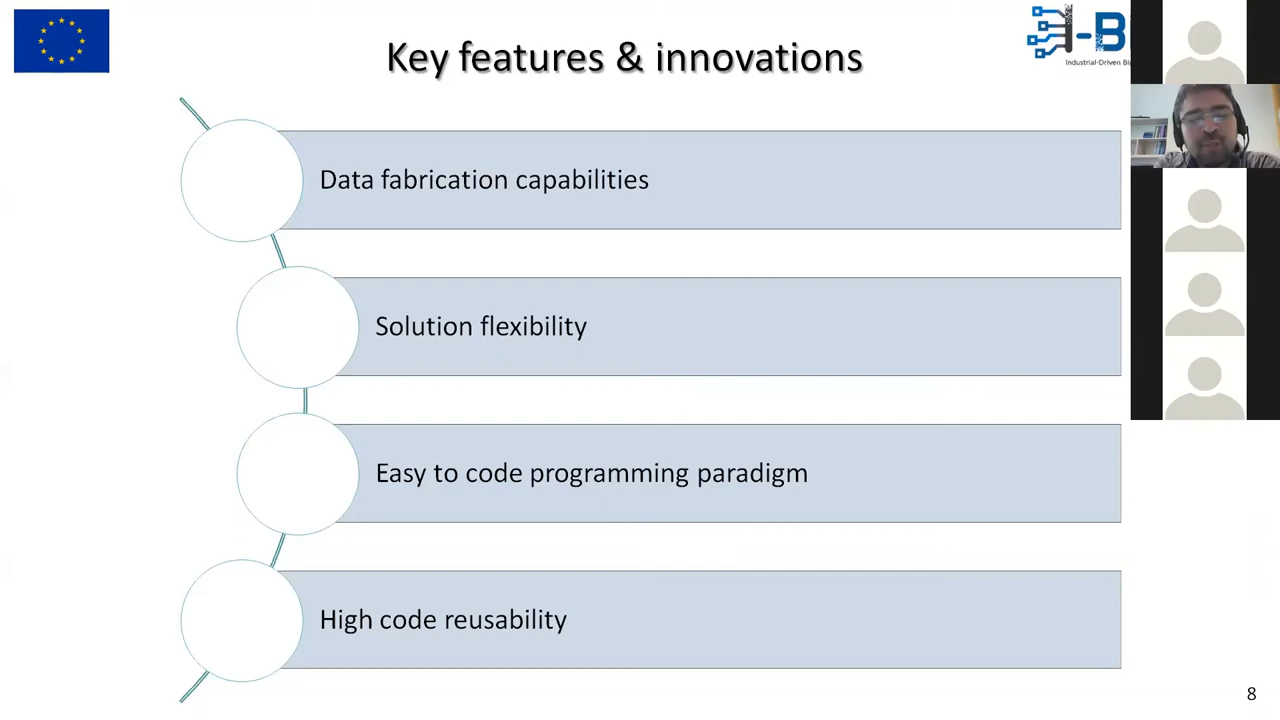 Key features & innovations
I-B
Industrial-Driven
Data fabrication capabilities
Solution flexibility
Easy to code programming paradigm
High code reusability
8